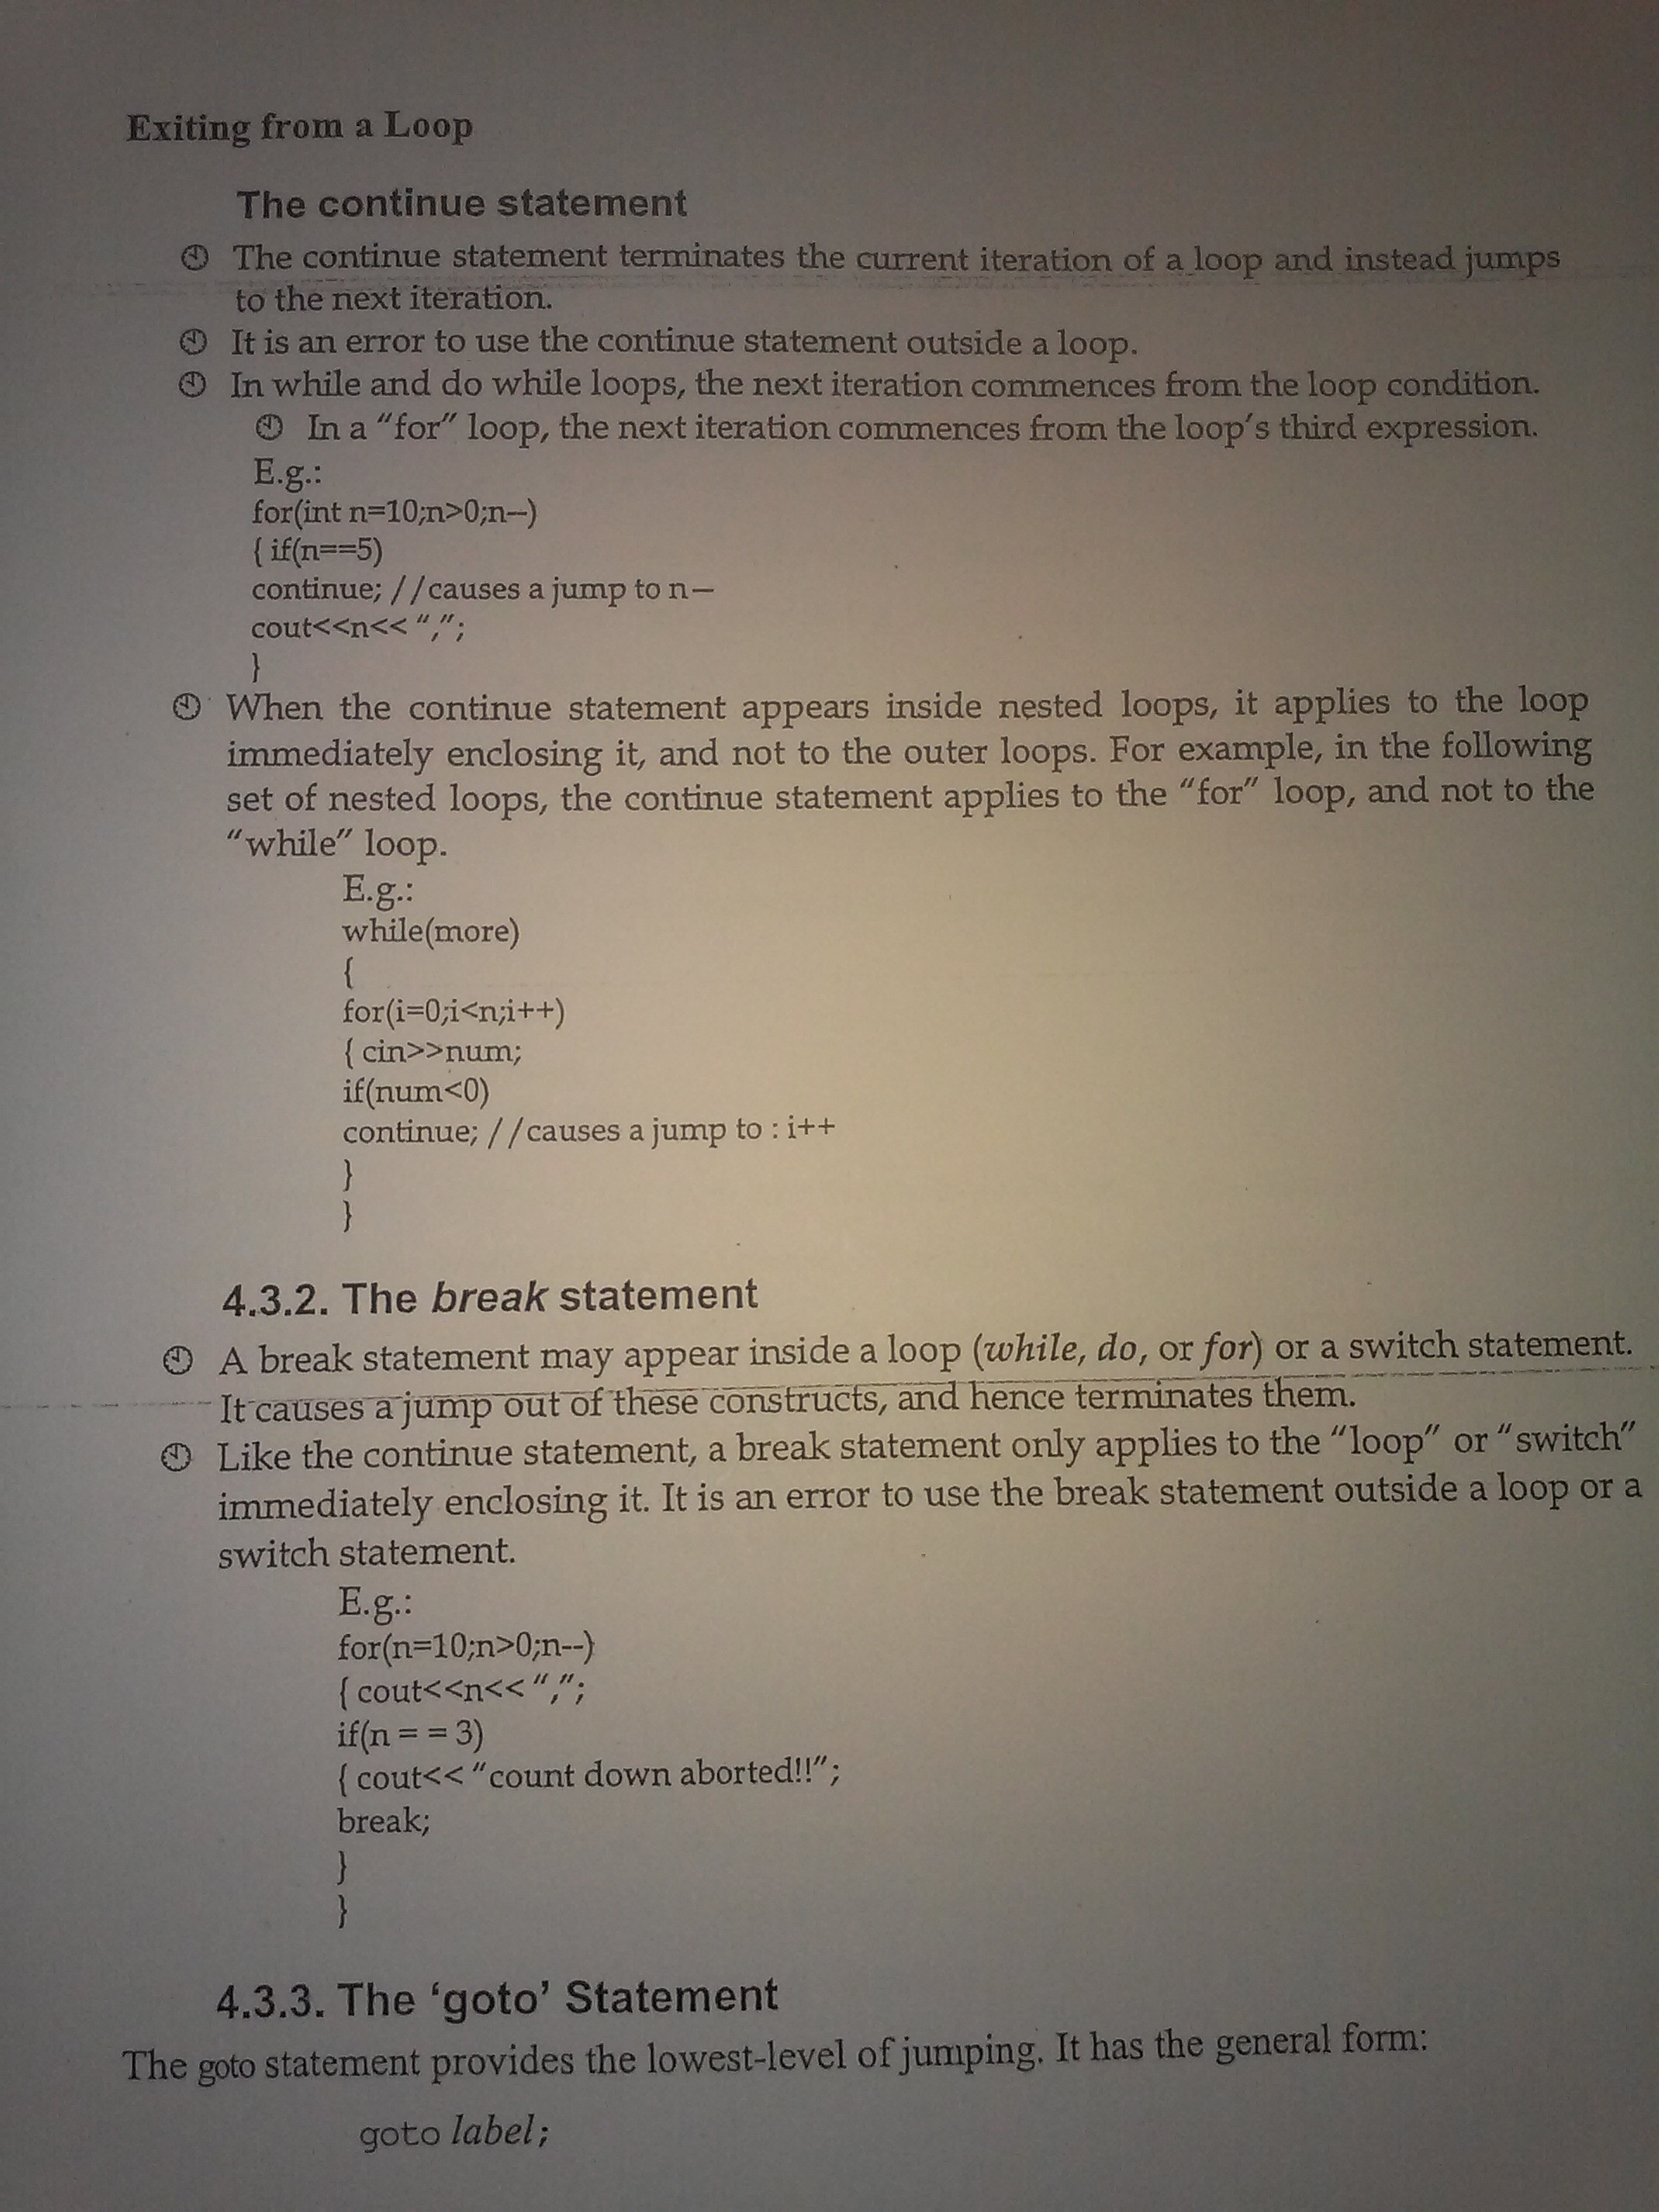 Exiting from a Loop
The continue statement
The continue statement terminates the current iteration of a loop and instead jumps
to the next iteration.
It is an error to use the continue statement outside a loop.
In while and do while loops, the next iteration commences from the loop condition.
In a “for” loop, the next iteration commences from the loop’s third expression.
E.g.:
for(int n=10;n>0;n–)
{ if(n==5)
continue; //causes a jump to n–
cout<<n<< “,”;
}
When the continue statement appears inside nested loops, it applies to the loop
immediately enclosing it, and not to the outer loops. For example, in the following
set of nested loops, the continue statement applies to the “for” loop, and not to the
“while” loop.
E.g.:
while(more)
{
for(i=0;i<n;i++)
{ cin>>num;
if(num<0)
continue; //causes a jump to : i++
}
}
4.3.2. The break statement
A break statement may appear inside a loop (while, do, or for) or a switch statement.
It causes a jump out of these constructs, and hence terminates them.
Like the continue statement, a break statement only applies to the “loop” or “switch”
immediately enclosing it. It is an error to use the break statement outside a loop or a
switch statement.
E.g.:
for(n=10;n>0;n--)
{ cout<<n<< “,”;
if(n = = 3)
{ cout<< “count down aborted!!”;
break;
}
}
4.3.3. The ‘goto’ Statement
The goto statement provides the lowest-level of jumping. It has the general form:
goto label;